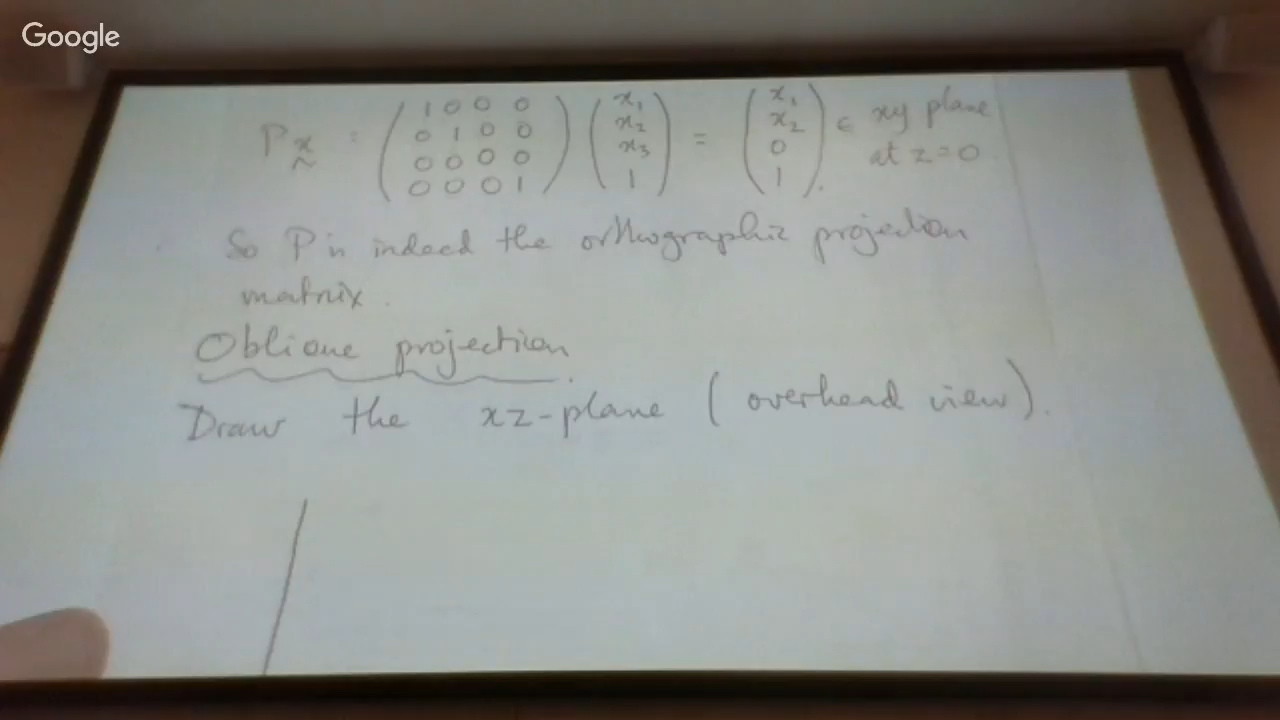 Google
P x : ( 1 0 0 0 ) ( x₁ ) = ( x₁ ) ∈ xy plane
( 0 1 0 0 ) ( x₂ ) ( x₂ ) at z=0.
( 0 0 0 0 ) ( x₃ ) ( 0 )
( 0 0 0 1 ) ( 1 ) ( 1 ).
So P is indeed the orthographic projection
matrix.
Oblique projection.
Draw the xz-plane (overhead view).